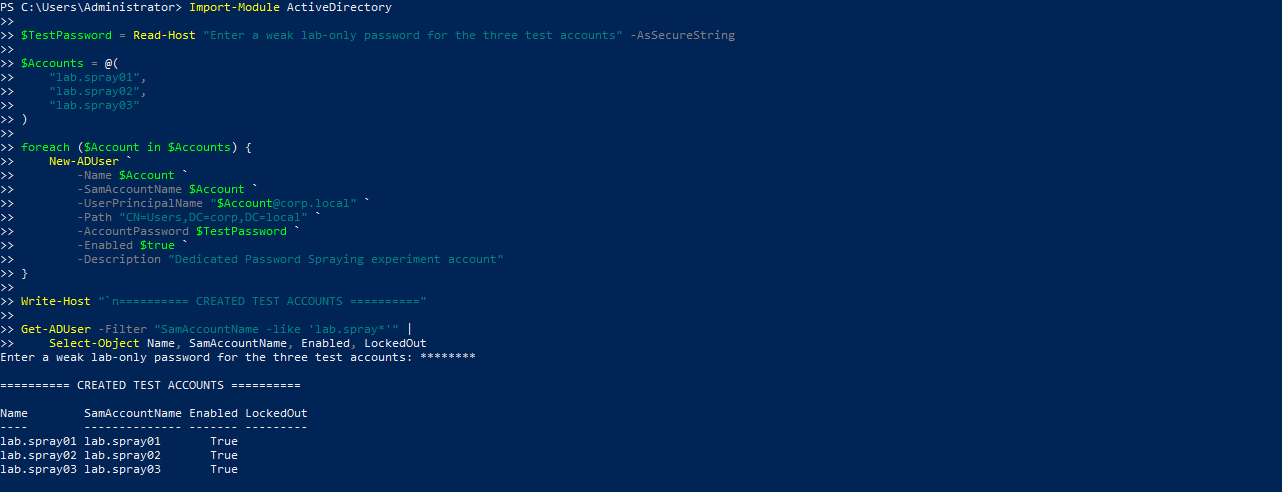 PS C:\Users\Administrator> Import-Module ActiveDirectory
>>
>> $TestPassword = Read-Host "Enter a weak lab-only password for the three test accounts" -AsSecureString
>>
>> $Accounts = @(
>>     "lab.spray01",
>>     "lab.spray02",
>>     "lab.spray03"
>> )
>>
>> foreach ($Account in $Accounts) {
>>     New-ADUser `
>>         -Name $Account `
>>         -SamAccountName $Account `
>>         -UserPrincipalName "$Account@corp.local" `
>>         -Path "CN=Users,DC=corp,DC=local" `
>>         -AccountPassword $TestPassword `
>>         -Enabled $true `
>>         -Description "Dedicated Password Spraying experiment account"
>> }
>>
>> Write-Host "`n========== CREATED TEST ACCOUNTS =========="
>>
>> Get-ADUser -Filter "SamAccountName -like 'lab.spray*'" |
>>     Select-Object Name, SamAccountName, Enabled, LockedOut
Enter a weak lab-only password for the three test accounts: ********

========== CREATED TEST ACCOUNTS ==========

Name        SamAccountName Enabled LockedOut
----        -------------- ------- ---------
lab.spray01 lab.spray01       True
lab.spray02 lab.spray02       True
lab.spray03 lab.spray03       True